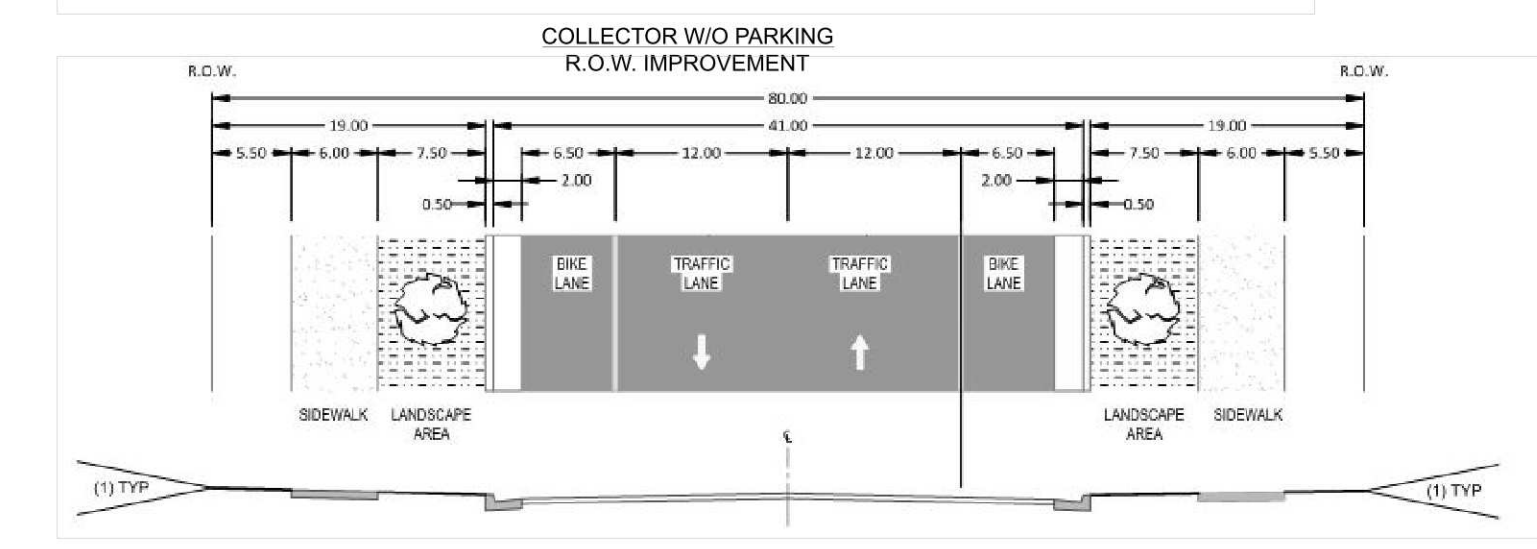 COLLECTOR W/O PARKING
R.O.W. IMPROVEMENT
R.O.W. R.O.W.
80.00
19.00 41.00 19.00
5.50 6.00 7.50 6.50 12.00 12.00 6.50 7.50 6.00 5.50
2.00 2.00
0.50 0.50
BIKE LANE
TRAFFIC LANE
TRAFFIC LANE
BIKE LANE
SIDEWALK
LANDSCAPE AREA
LANDSCAPE AREA
SIDEWALK
℄
(1) TYP (1) TYP